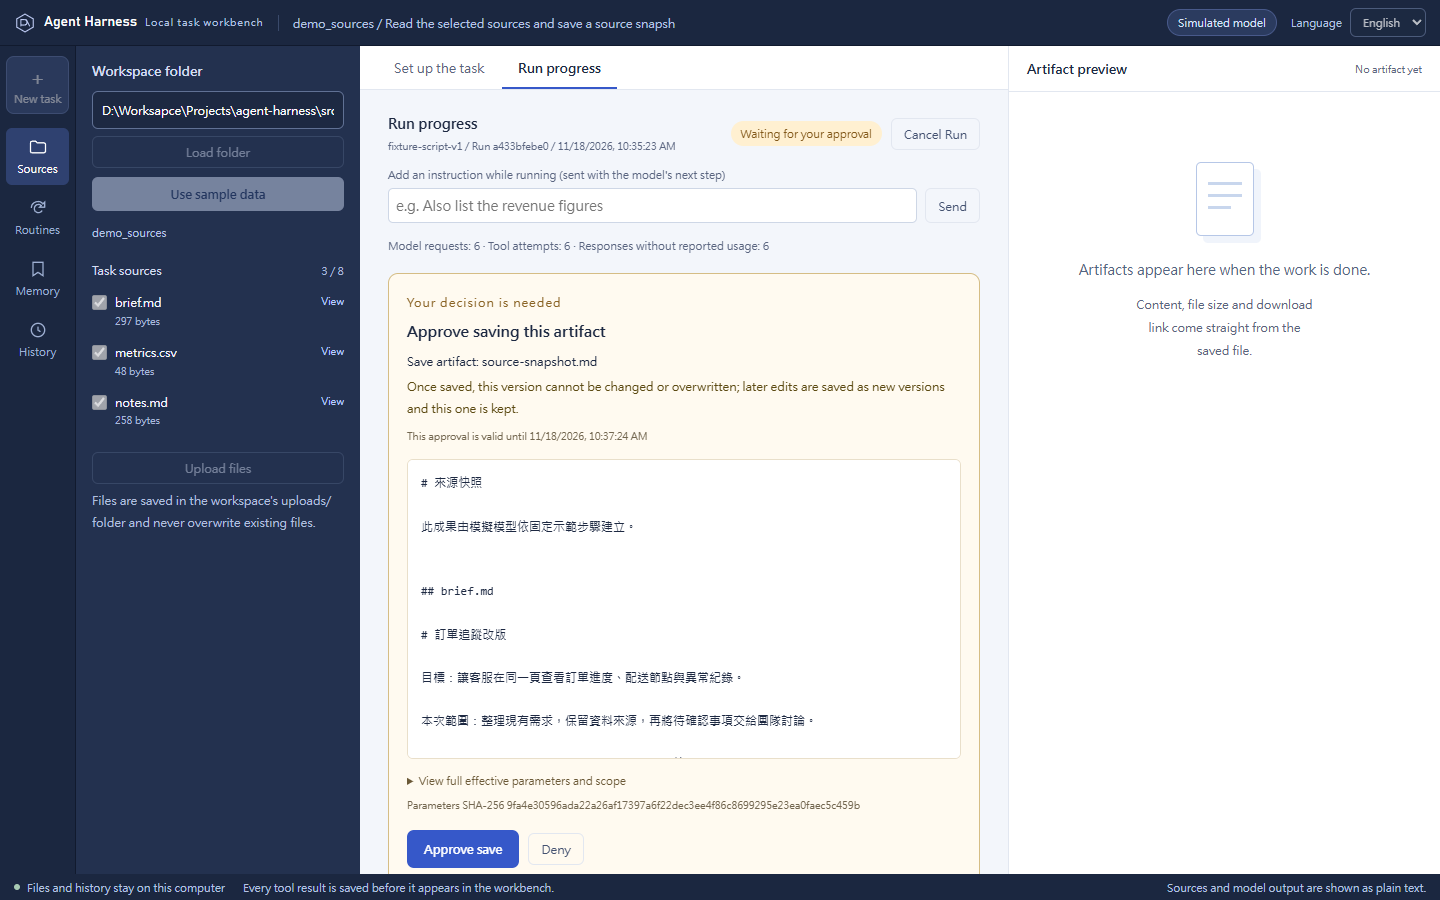 Agent Harness Local task workbench
demo_sources / Read the selected sources and save a source snapsh
Simulated model
Language
English
New task
Sources
Routines
Memory
History
Workspace folder
D:\Worksapce\Projects\agent-harness\src
Load folder
Use sample data
demo_sources
Task sources 3 / 8
brief.md View
297 bytes
metrics.csv View
48 bytes
notes.md View
258 bytes
Upload files
Files are saved in the workspace's uploads/
folder and never overwrite existing files.
Set up the task
Run progress
Run progress
fixture-script-v1 / Run a433bfebe0 / 11/18/2026, 10:35:23 AM
Waiting for your approval
Cancel Run
Add an instruction while running (sent with the model's next step)
e.g. Also list the revenue figures
Send
Model requests: 6 · Tool attempts: 6 · Responses without reported usage: 6
Your decision is needed
Approve saving this artifact
Save artifact: source-snapshot.md
Once saved, this version cannot be changed or overwritten; later edits are saved as new versions
and this one is kept.
This approval is valid until 11/18/2026, 10:37:24 AM
# 來源快照
此成果由模擬模型依固定示範步驟建立。
## brief.md
# 訂單追蹤改版
目標：讓客服在同一頁查看訂單進度、配送節點與異常紀錄。
本次範圍：整理現有需求，保留資料來源，再將待確認事項交給團隊討論。
View full effective parameters and scope
Parameters SHA-256 9fa4e30596ada22a26af17397a6f22dec3ee4f86c8699295e23ea0faec5c459b
Approve save
Deny
Artifact preview
No artifact yet
Artifacts appear here when the work is done.
Content, file size and download
link come straight from the
saved file.
Files and history stay on this computer
Every tool result is saved before it appears in the workbench.
Sources and model output are shown as plain text.